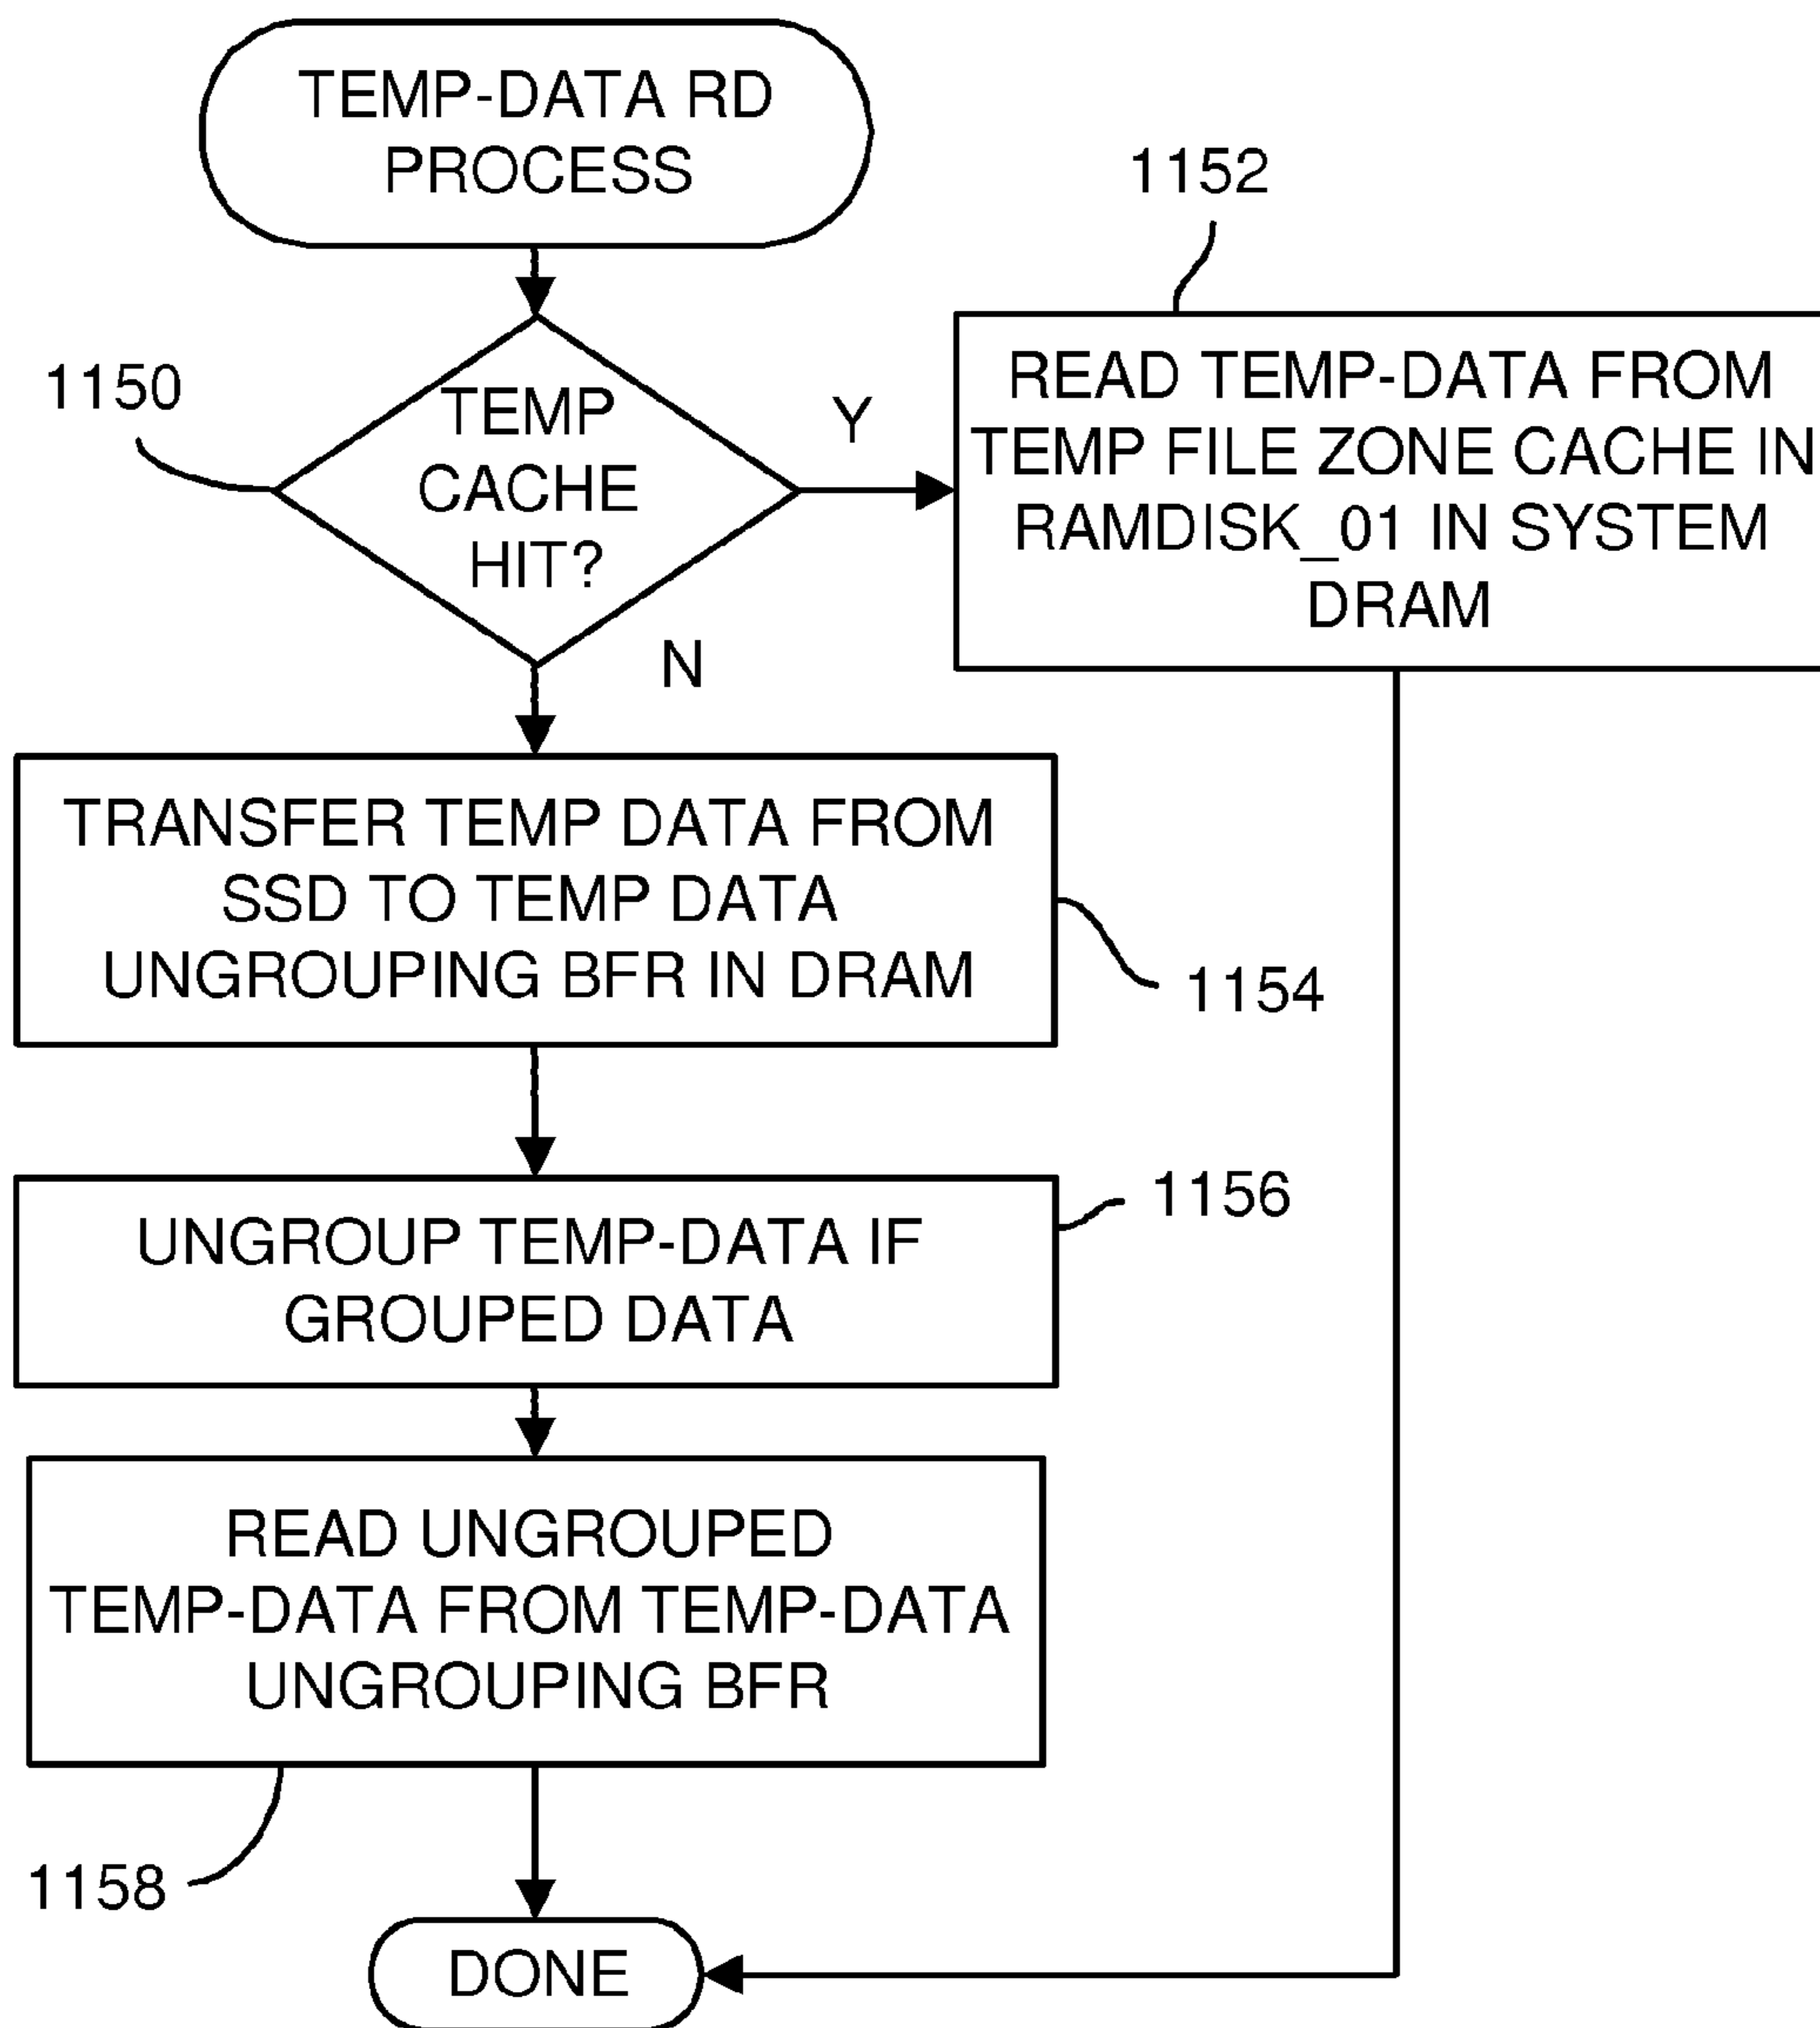 TEMP-DATA RD
PROCESS
1152
1150
TEMP
CACHE
HIT?
Y
READ TEMP-DATA FROM
TEMP FILE ZONE CACHE IN
RAMDISK_01 IN SYSTEM
DRAM
N
TRANSFER TEMP DATA FROM
SSD TO TEMP DATA
UNGROUPING BFR IN DRAM
1154
UNGROUP TEMP-DATA IF
GROUPED DATA
1156
READ UNGROUPED
TEMP-DATA FROM TEMP-DATA
UNGROUPING BFR
1158
DONE